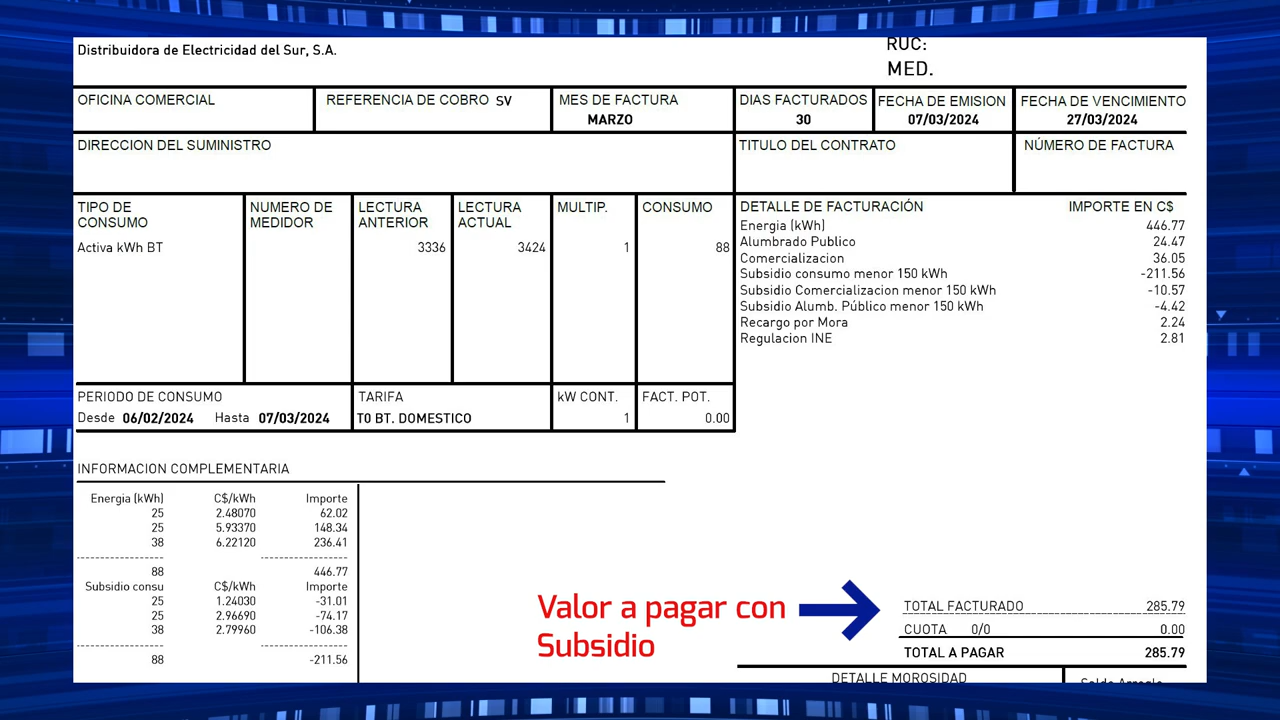 Distribuidora de Electricidad del Sur, S.A.
RUC:
MED.
OFICINA COMERCIAL
REFERENCIA DE COBRO SV
MES DE FACTURA
MARZO
DIAS FACTURADOS
30
FECHA DE EMISION
07/03/2024
FECHA DE VENCIMIENTO
27/03/2024
DIRECCION DEL SUMINISTRO
TITULO DEL CONTRATO
NÚMERO DE FACTURA
TIPO DE CONSUMO
NUMERO DE MEDIDOR
LECTURA ANTERIOR
LECTURA ACTUAL
MULTIP.
CONSUMO
Activa kWh BT 3336 3424 1 88
DETALLE DE FACTURACIÓN IMPORTE EN C$
Energia (kWh) 446.77
Alumbrado Publico 24.47
Comercializacion 36.05
Subsidio consumo menor 150 kWh -211.56
Subsidio Comercializacion menor 150 kWh -10.57
Subsidio Alumb. Público menor 150 kWh -4.42
Recargo por Mora 2.24
Regulacion INE 2.81
PERIODO DE CONSUMO
Desde 06/02/2024 Hasta 07/03/2024
TARIFA
T0 BT. DOMESTICO
kW CONT.
1
FACT. POT.
0.00
INFORMACION COMPLEMENTARIA
Energia (kWh) C$/kWh Importe
25 2.48070 62.02
25 5.93370 148.34
38 6.22120 236.41
88 446.77
Subsidio consu C$/kWh Importe
25 1.24030 -31.01
25 2.96690 -74.17
38 2.79960 -106.38
88 -211.56
Valor a pagar con
Subsidio
TOTAL FACTURADO 285.79
CUOTA 0/0 0.00
TOTAL A PAGAR 285.79
DETALLE MOROSIDAD